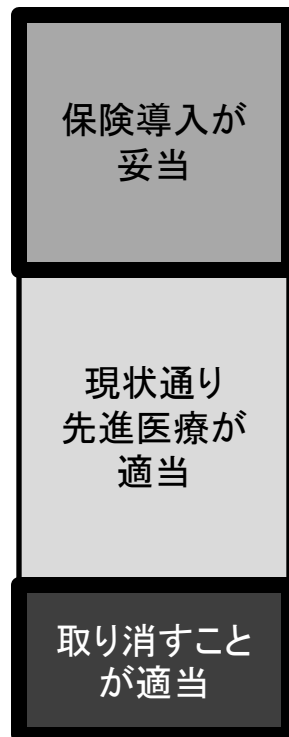 保険導入が
妥当
現状通り
先進医療が
適当
取り消すこと
が適当